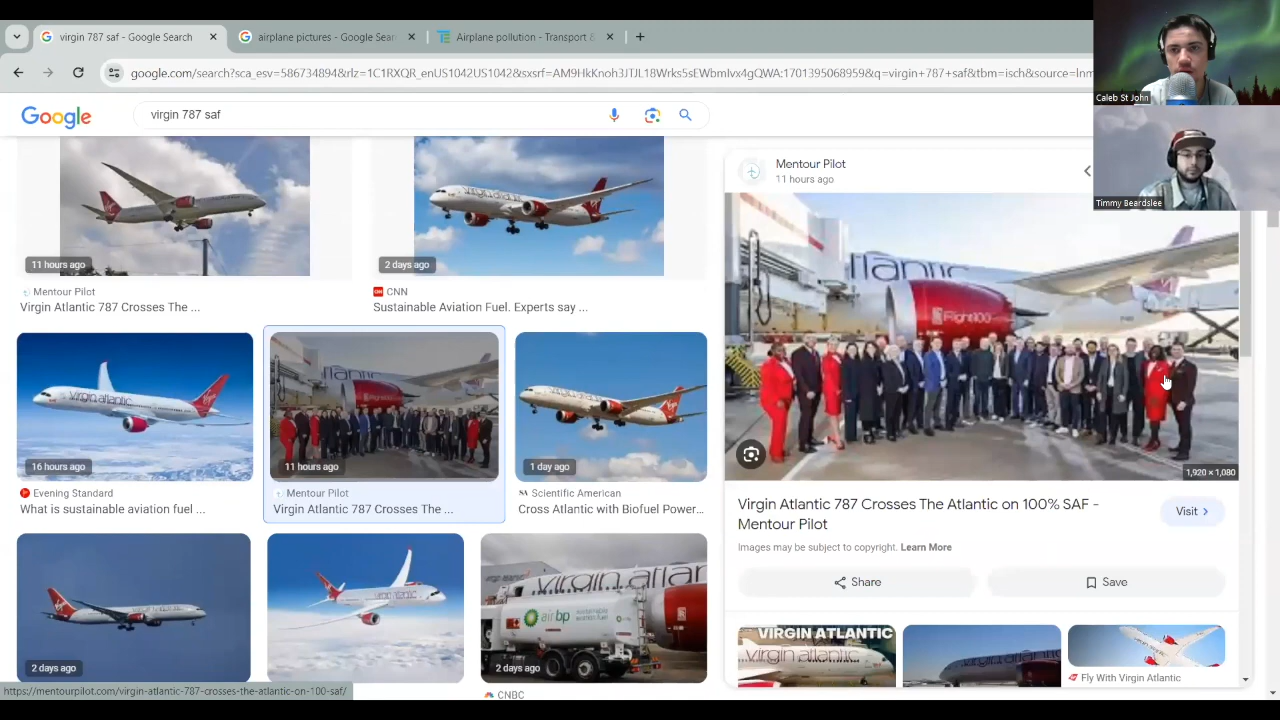 virgin 787 saf - Google Search
airplane pictures - Google Sear
Airplane pollution - Transport &
google.com/search?sca_esv=586734894&rlz=1C1RXQR_enUS1042US1042&sxsrf=AM9HkKnoh3JTJL18Wrks5sEWbmIvx4gQWA:1701395068959&q=virgin+787+saf&tbm=isch&source=lnm
Caleb St John
Timmy Beardslee
Google
virgin 787 saf
11 hours ago
Mentour Pilot
Virgin Atlantic 787 Crosses The ...
2 days ago
CNN
Sustainable Aviation Fuel. Experts say ...
16 hours ago
Evening Standard
What is sustainable aviation fuel ...
11 hours ago
Mentour Pilot
Virgin Atlantic 787 Crosses The ...
1 day ago
SA Scientific American
Cross Atlantic with Biofuel Power...
2 days ago
virgin atlantic
air bp
2 days ago
CNBC
https://mentourpilot.com/virgin-atlantic-787-crosses-the-atlantic-on-100-saf/
Mentour Pilot
11 hours ago
atlantic
Flight100
1,920 × 1,080
Virgin Atlantic 787 Crosses The Atlantic on 100% SAF -
Mentour Pilot
Visit
Images may be subject to copyright. Learn More
Share
Save
VIRGIN ATLANTIC
Fly With Virgin Atlantic